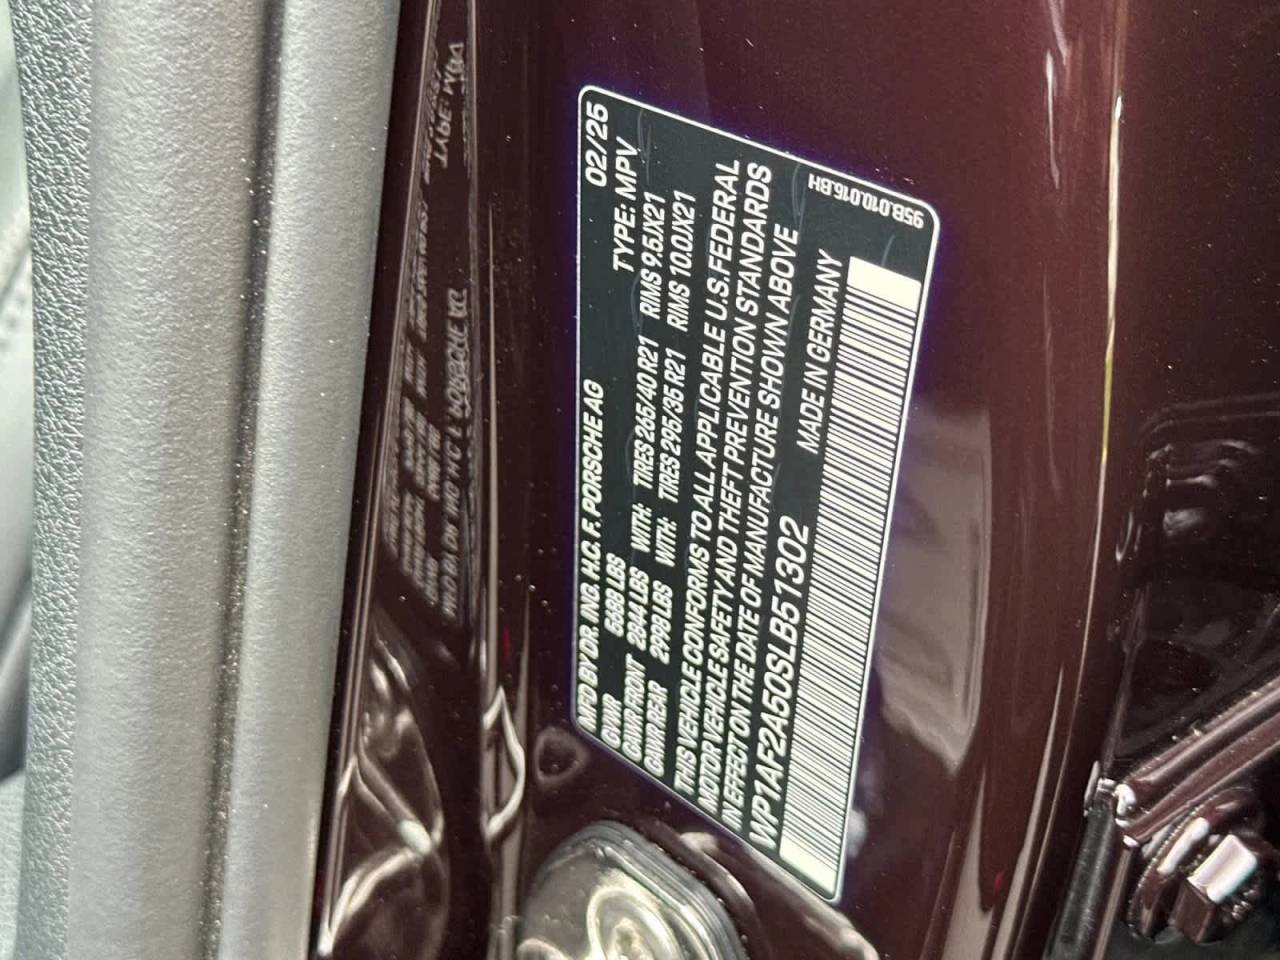 MFD BY DR. ING. H.C. F. PORSCHE AG 02/25
GVWR 5688 LBS TYPE: MPV
GAWR FRONT 2844 LBS WITH: TIRES 265/40 R21 RIMS 9.5JX21
GAWR REAR 2998 LBS WITH: TIRES 295/35 R21 RIMS 10.0JX21
THIS VEHICLE CONFORMS TO ALL APPLICABLE U.S. FEDERAL
MOTOR VEHICLE SAFETY AND THEFT PREVENTION STANDARDS
IN EFFECT ON THE DATE OF MANUFACTURE SHOWN ABOVE
WP1AF2A50SLB51302 MADE IN GERMANY
95B.010.016.BH